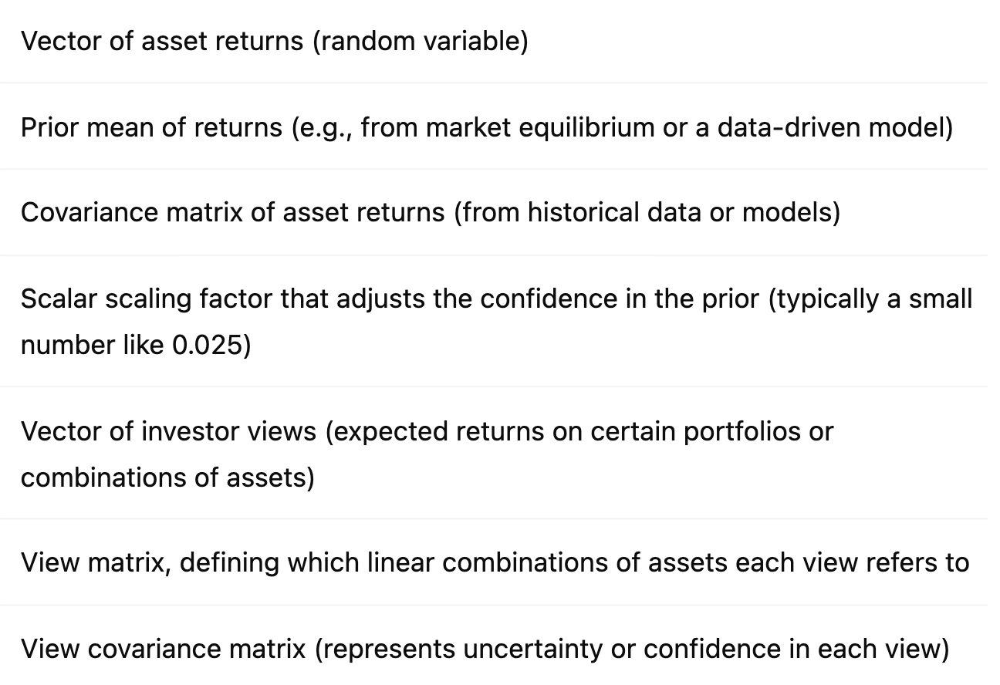 Vector of asset returns (random variable)
Prior mean of returns (e.g., from market equilibrium or a data-driven model)
Covariance matrix of asset returns (from historical data or models)
Scalar scaling factor that adjusts the confidence in the prior (typically a small
number like 0.025)
Vector of investor views (expected returns on certain portfolios or
combinations of assets)
View matrix, defining which linear combinations of assets each view refers to
View covariance matrix (represents uncertainty or confidence in each view)